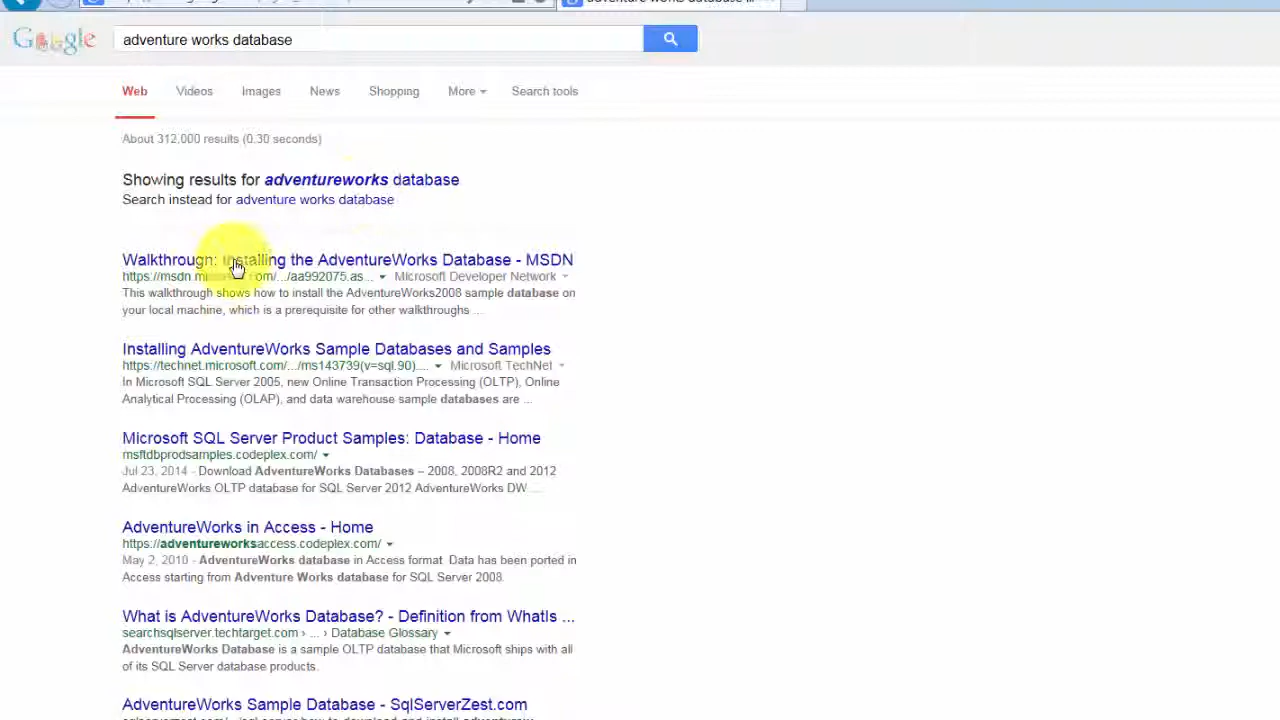 adventure works database ...
Google
adventure works database
Web Videos Images News Shopping More Search tools
About 312,000 results (0.30 seconds)
Showing results for adventureworks database
Search instead for adventure works database
Walkthrough: Installing the AdventureWorks Database - MSDN
https://msdn.microsoft.com/.../aa992075.as... Microsoft Developer Network
This walkthrough shows how to install the AdventureWorks2008 sample database on
your local machine, which is a prerequisite for other walkthroughs ...
Installing AdventureWorks Sample Databases and Samples
https://technet.microsoft.com/.../ms143739(v=sql.90).... Microsoft TechNet
In Microsoft SQL Server 2005, new Online Transaction Processing (OLTP), Online
Analytical Processing (OLAP), and data warehouse sample databases are ...
Microsoft SQL Server Product Samples: Database - Home
msftdbprodsamples.codeplex.com/
Jul 23, 2014 - Download AdventureWorks Databases – 2008, 2008R2 and 2012
AdventureWorks OLTP database for SQL Server 2012 AdventureWorks DW ...
AdventureWorks in Access - Home
https://adventureworksaccess.codeplex.com/
May 2, 2010 - AdventureWorks database in Access format. Data has been ported in
Access starting from Adventure Works database for SQL Server 2008.
What is AdventureWorks Database? - Definition from WhatIs ...
searchsqlserver.techtarget.com › ... › Database Glossary
AdventureWorks Database is a sample OLTP database that Microsoft ships with all
of its SQL Server database products.
Adventure Works Sample Database - SqlServerZest.com